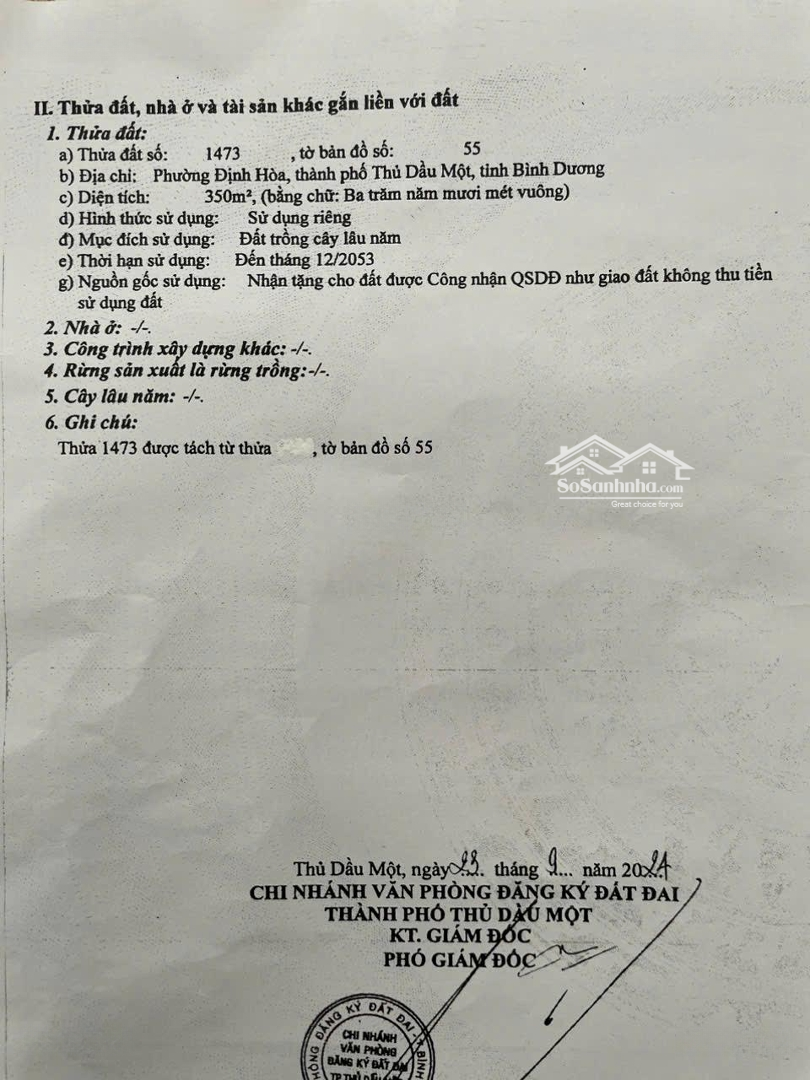 II. Thửa đất, nhà ở và tài sản khác gắn liền với đất
1. Thửa đất:
a) Thửa đất số: 1473 , tờ bản đồ số: 55
b) Địa chỉ: Phường Định Hòa, thành phố Thủ Dầu Một, tỉnh Bình Dương
c) Diện tích: 350m², (bằng chữ: Ba trăm năm mươi mét vuông)
d) Hình thức sử dụng: Sử dụng riêng
đ) Mục đích sử dụng: Đất trồng cây lâu năm
e) Thời hạn sử dụng: Đến tháng 12/2053
g) Nguồn gốc sử dụng: Nhận tặng cho đất được Công nhận QSDĐ như giao đất không thu tiền
sử dụng đất
2. Nhà ở: -/-.
3. Công trình xây dựng khác: -/-.
4. Rừng sản xuất là rừng trồng:-/-.
5. Cây lâu năm: -/-.
6. Ghi chú:
Thửa 1473 được tách từ thửa , tờ bản đồ số 55
SoSanhnha.com
Great choice for you
Thủ Dầu Một, ngày 23. tháng 9... năm 2024
CHI NHÁNH VĂN PHÒNG ĐĂNG KÝ ĐẤT ĐAI
THÀNH PHỐ THỦ DẦU MỘT
KT. GIÁM ĐỐC
PHÓ GIÁM ĐỐC
ĐĂNG KÝ ĐẤT ĐAI
CHI NHÁNH
VĂN PHÒNG
ĐĂNG KÝ ĐẤT ĐAI